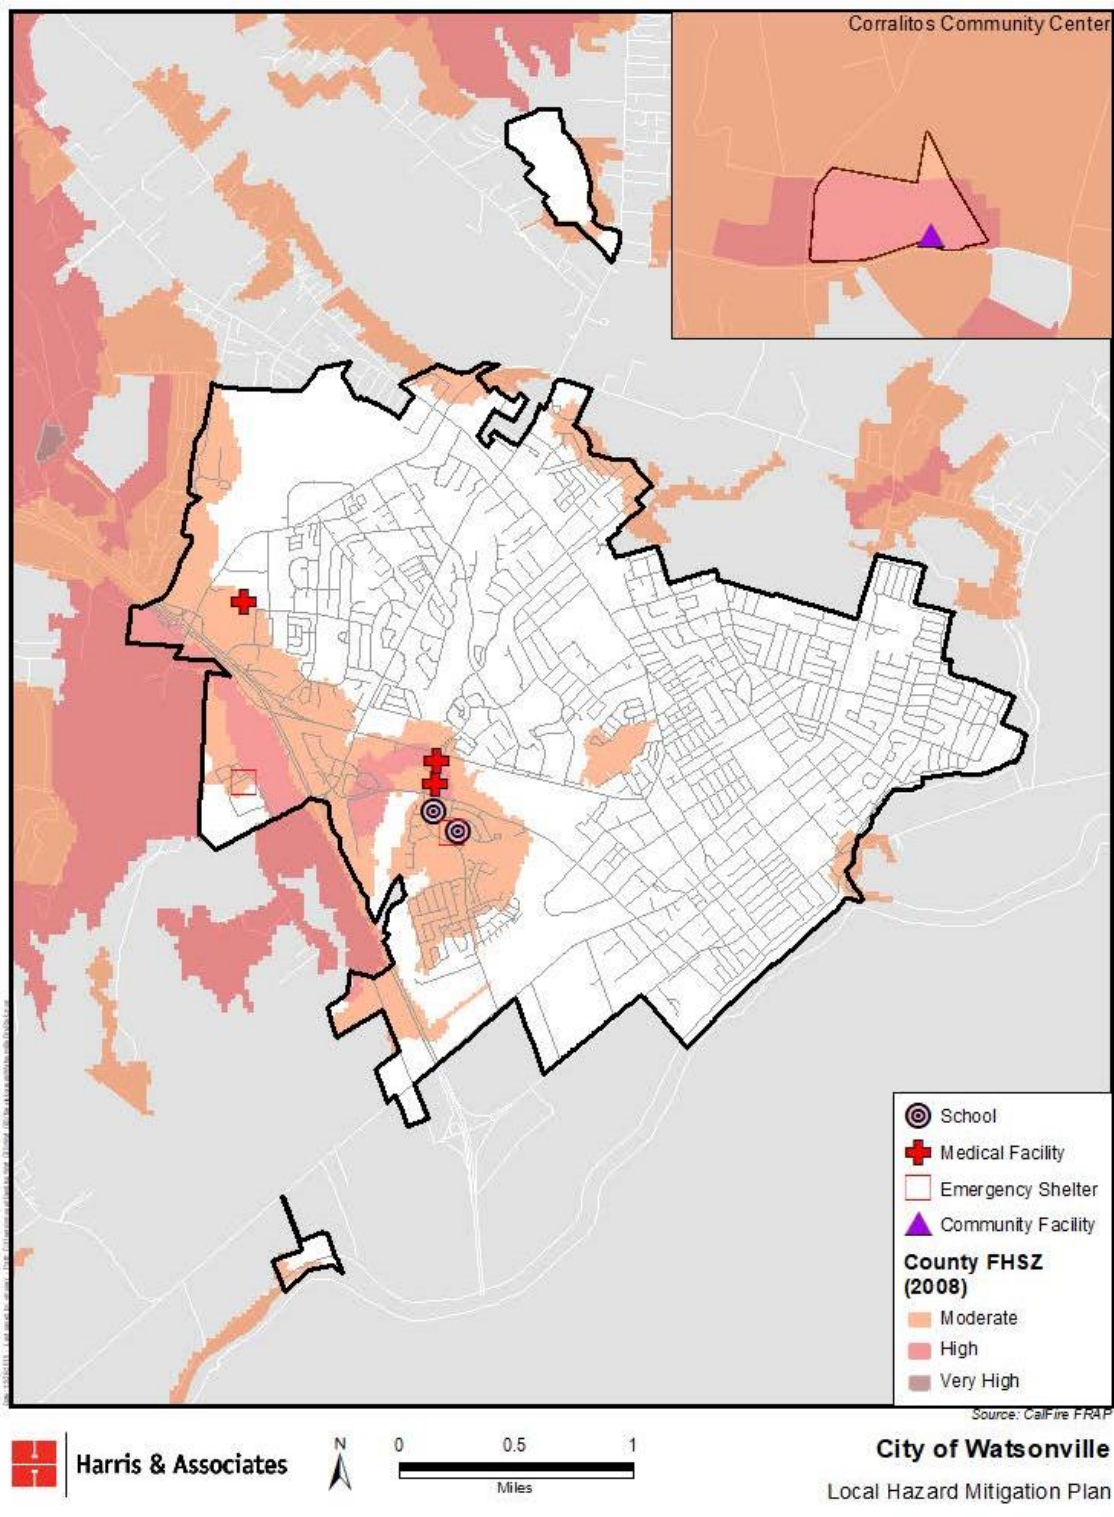 Corralitos Community Center
School
Medical Facility
Emergency Shelter
Community Facility
County FHSZ
(2008)
Moderate
High
Very High
Source: CalFire FRAP
Harris & Associates
N
0 0.5 1
Miles
City of Watsonville
Local Hazard Mitigation Plan